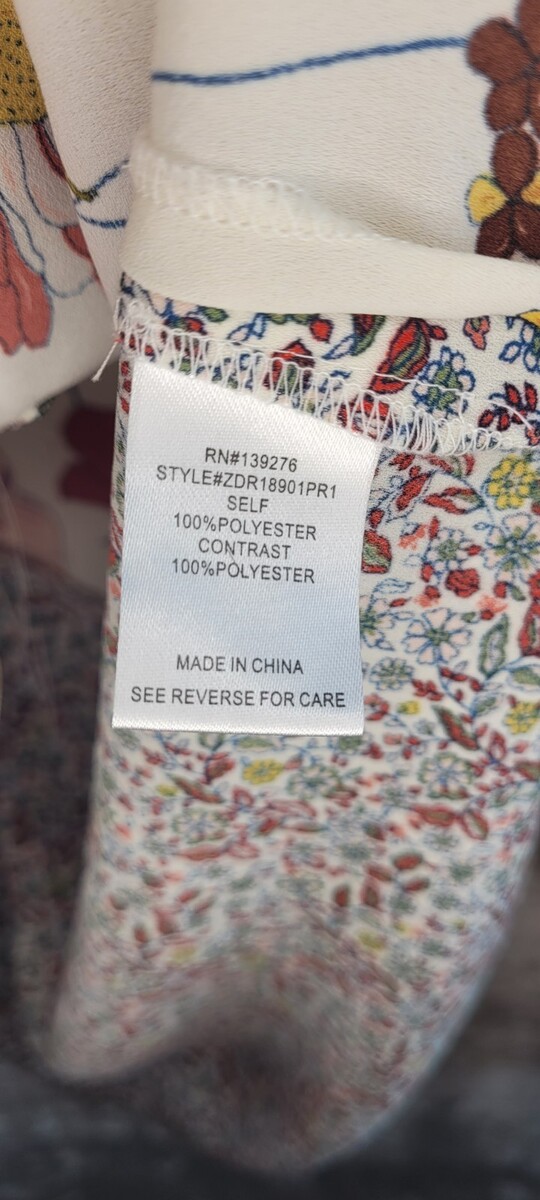 RN#139276
STYLE#ZDR18901PR1
SELF
100%POLYESTER
CONTRAST
100%POLYESTER
MADE IN CHINA
SEE REVERSE FOR CARE